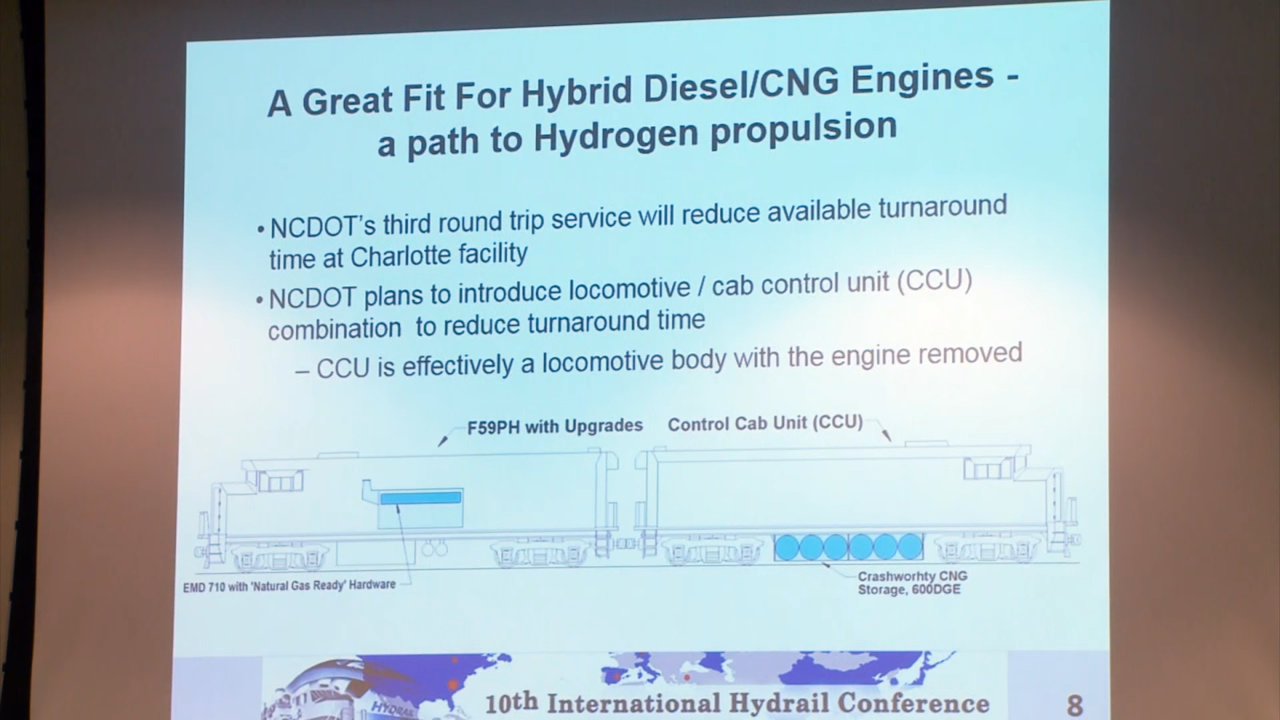 A Great Fit For Hybrid Diesel/CNG Engines -
a path to Hydrogen propulsion
• NCDOT's third round trip service will reduce available turnaround
time at Charlotte facility
• NCDOT plans to introduce locomotive / cab control unit (CCU)
combination to reduce turnaround time
– CCU is effectively a locomotive body with the engine removed
F59PH with Upgrades
Control Cab Unit (CCU)
EMD 710 with 'Natural Gas Ready' Hardware
Crashworhty CNG
Storage, 600DGE
HYDRAIL
10th International Hydrail Conference
8